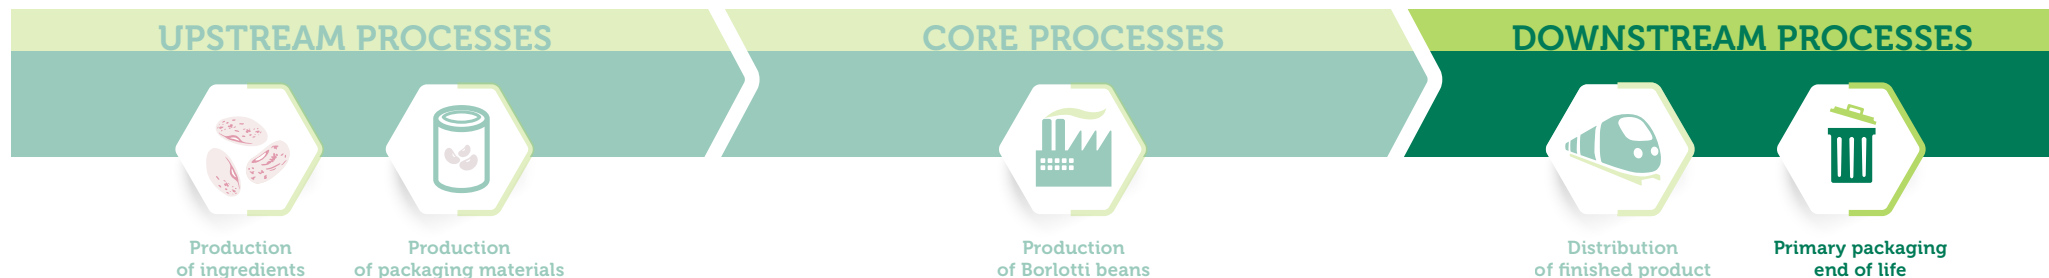 UPSTREAM PROCESSES
CORE PROCESSES
DOWNSTREAM PROCESSES
Production
of ingredients
Production
of packaging materials
Production
of Borlotti beans
Distribution
of finished product
Primary packaging
end of life